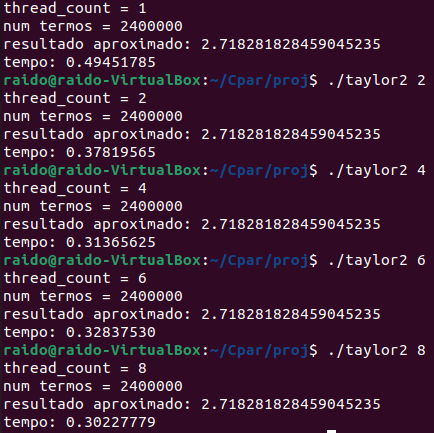 thread_count = 1
num termos = 2400000
resultado aproximado: 2.718281828459045235
tempo: 0.49451785
raido@raido-VirtualBox:~/Cpar/proj$ ./taylor2 2
thread_count = 2
num termos = 2400000
resultado aproximado: 2.718281828459045235
tempo: 0.37819565
raido@raido-VirtualBox:~/Cpar/proj$ ./taylor2 4
thread_count = 4
num termos = 2400000
resultado aproximado: 2.718281828459045235
tempo: 0.31365625
raido@raido-VirtualBox:~/Cpar/proj$ ./taylor2 6
thread_count = 6
num termos = 2400000
resultado aproximado: 2.718281828459045235
tempo: 0.32837530
raido@raido-VirtualBox:~/Cpar/proj$ ./taylor2 8
thread_count = 8
num termos = 2400000
resultado aproximado: 2.718281828459045235
tempo: 0.30227779